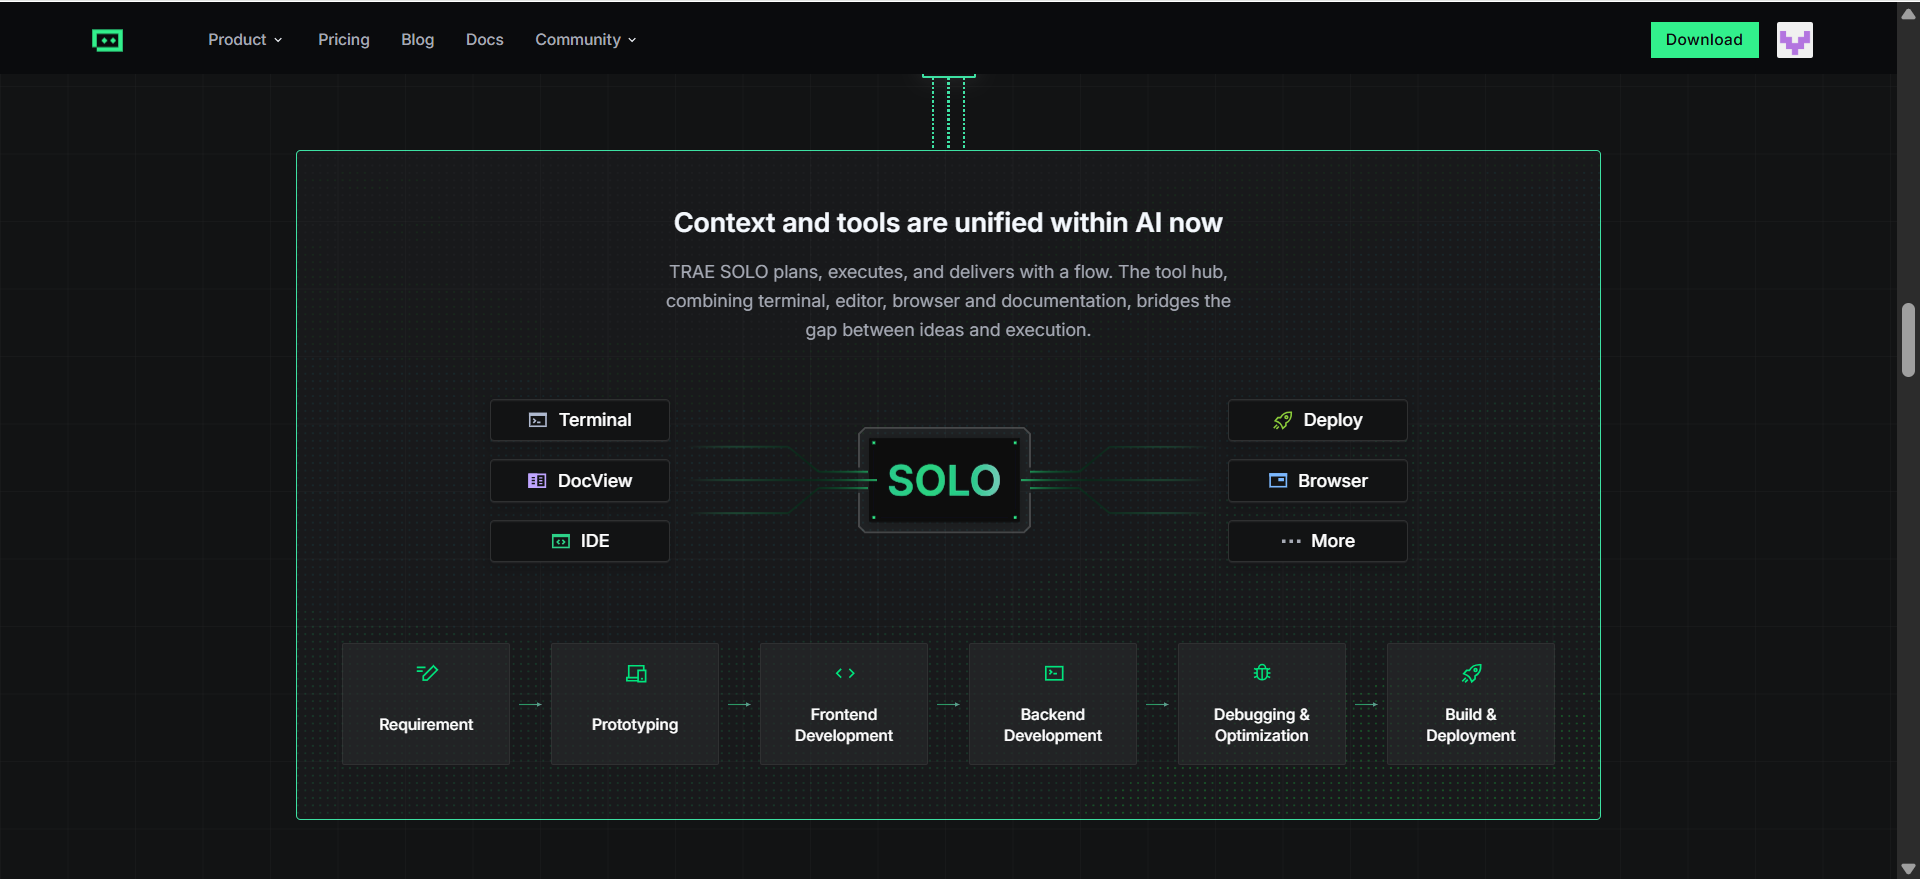 Product
Pricing
Blog
Docs
Community
Download
Context and tools are unified within AI now
TRAE SOLO plans, executes, and delivers with a flow. The tool hub,
combining terminal, editor, browser and documentation, bridges the
gap between ideas and execution.
Terminal
DocView
IDE
SOLO
Deploy
Browser
More
Requirement
Prototyping
Frontend
Development
Backend
Development
Debugging &
Optimization
Build &
Deployment